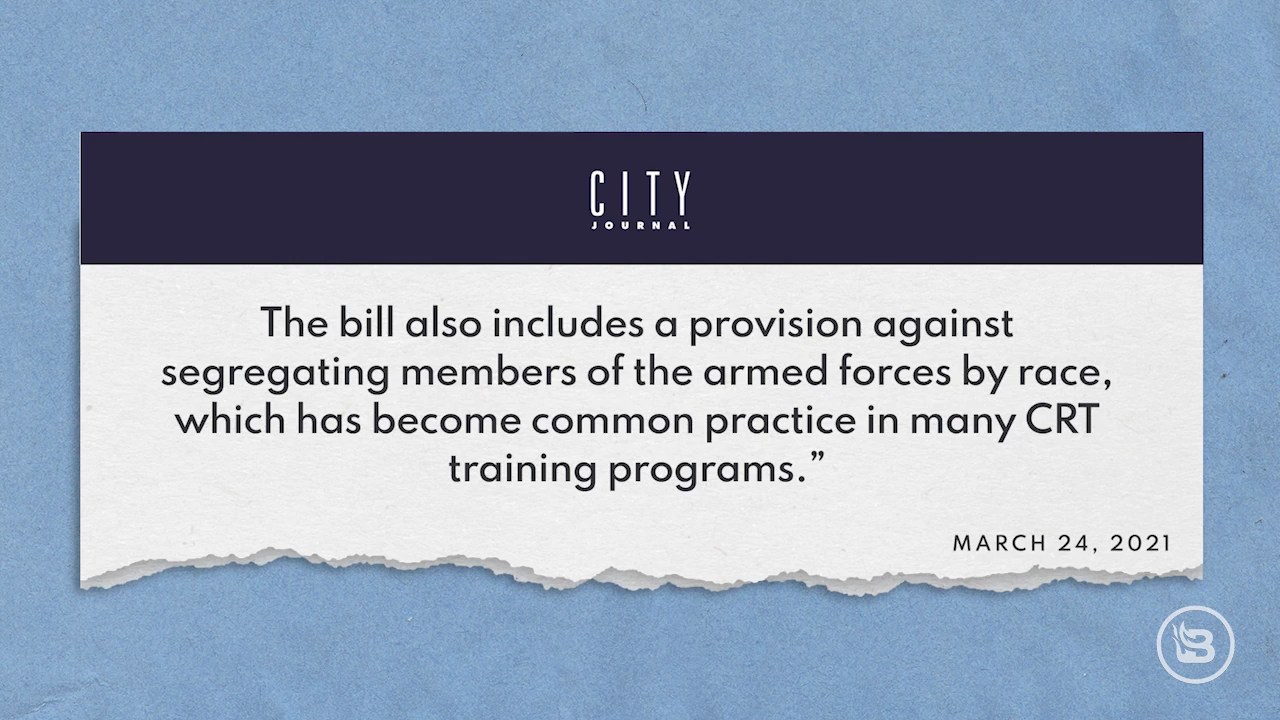 CITY
JOURNAL
The bill also includes a provision against
segregating members of the armed forces by race,
which has become common practice in many CRT
training programs.”
MARCH 24, 2021
B